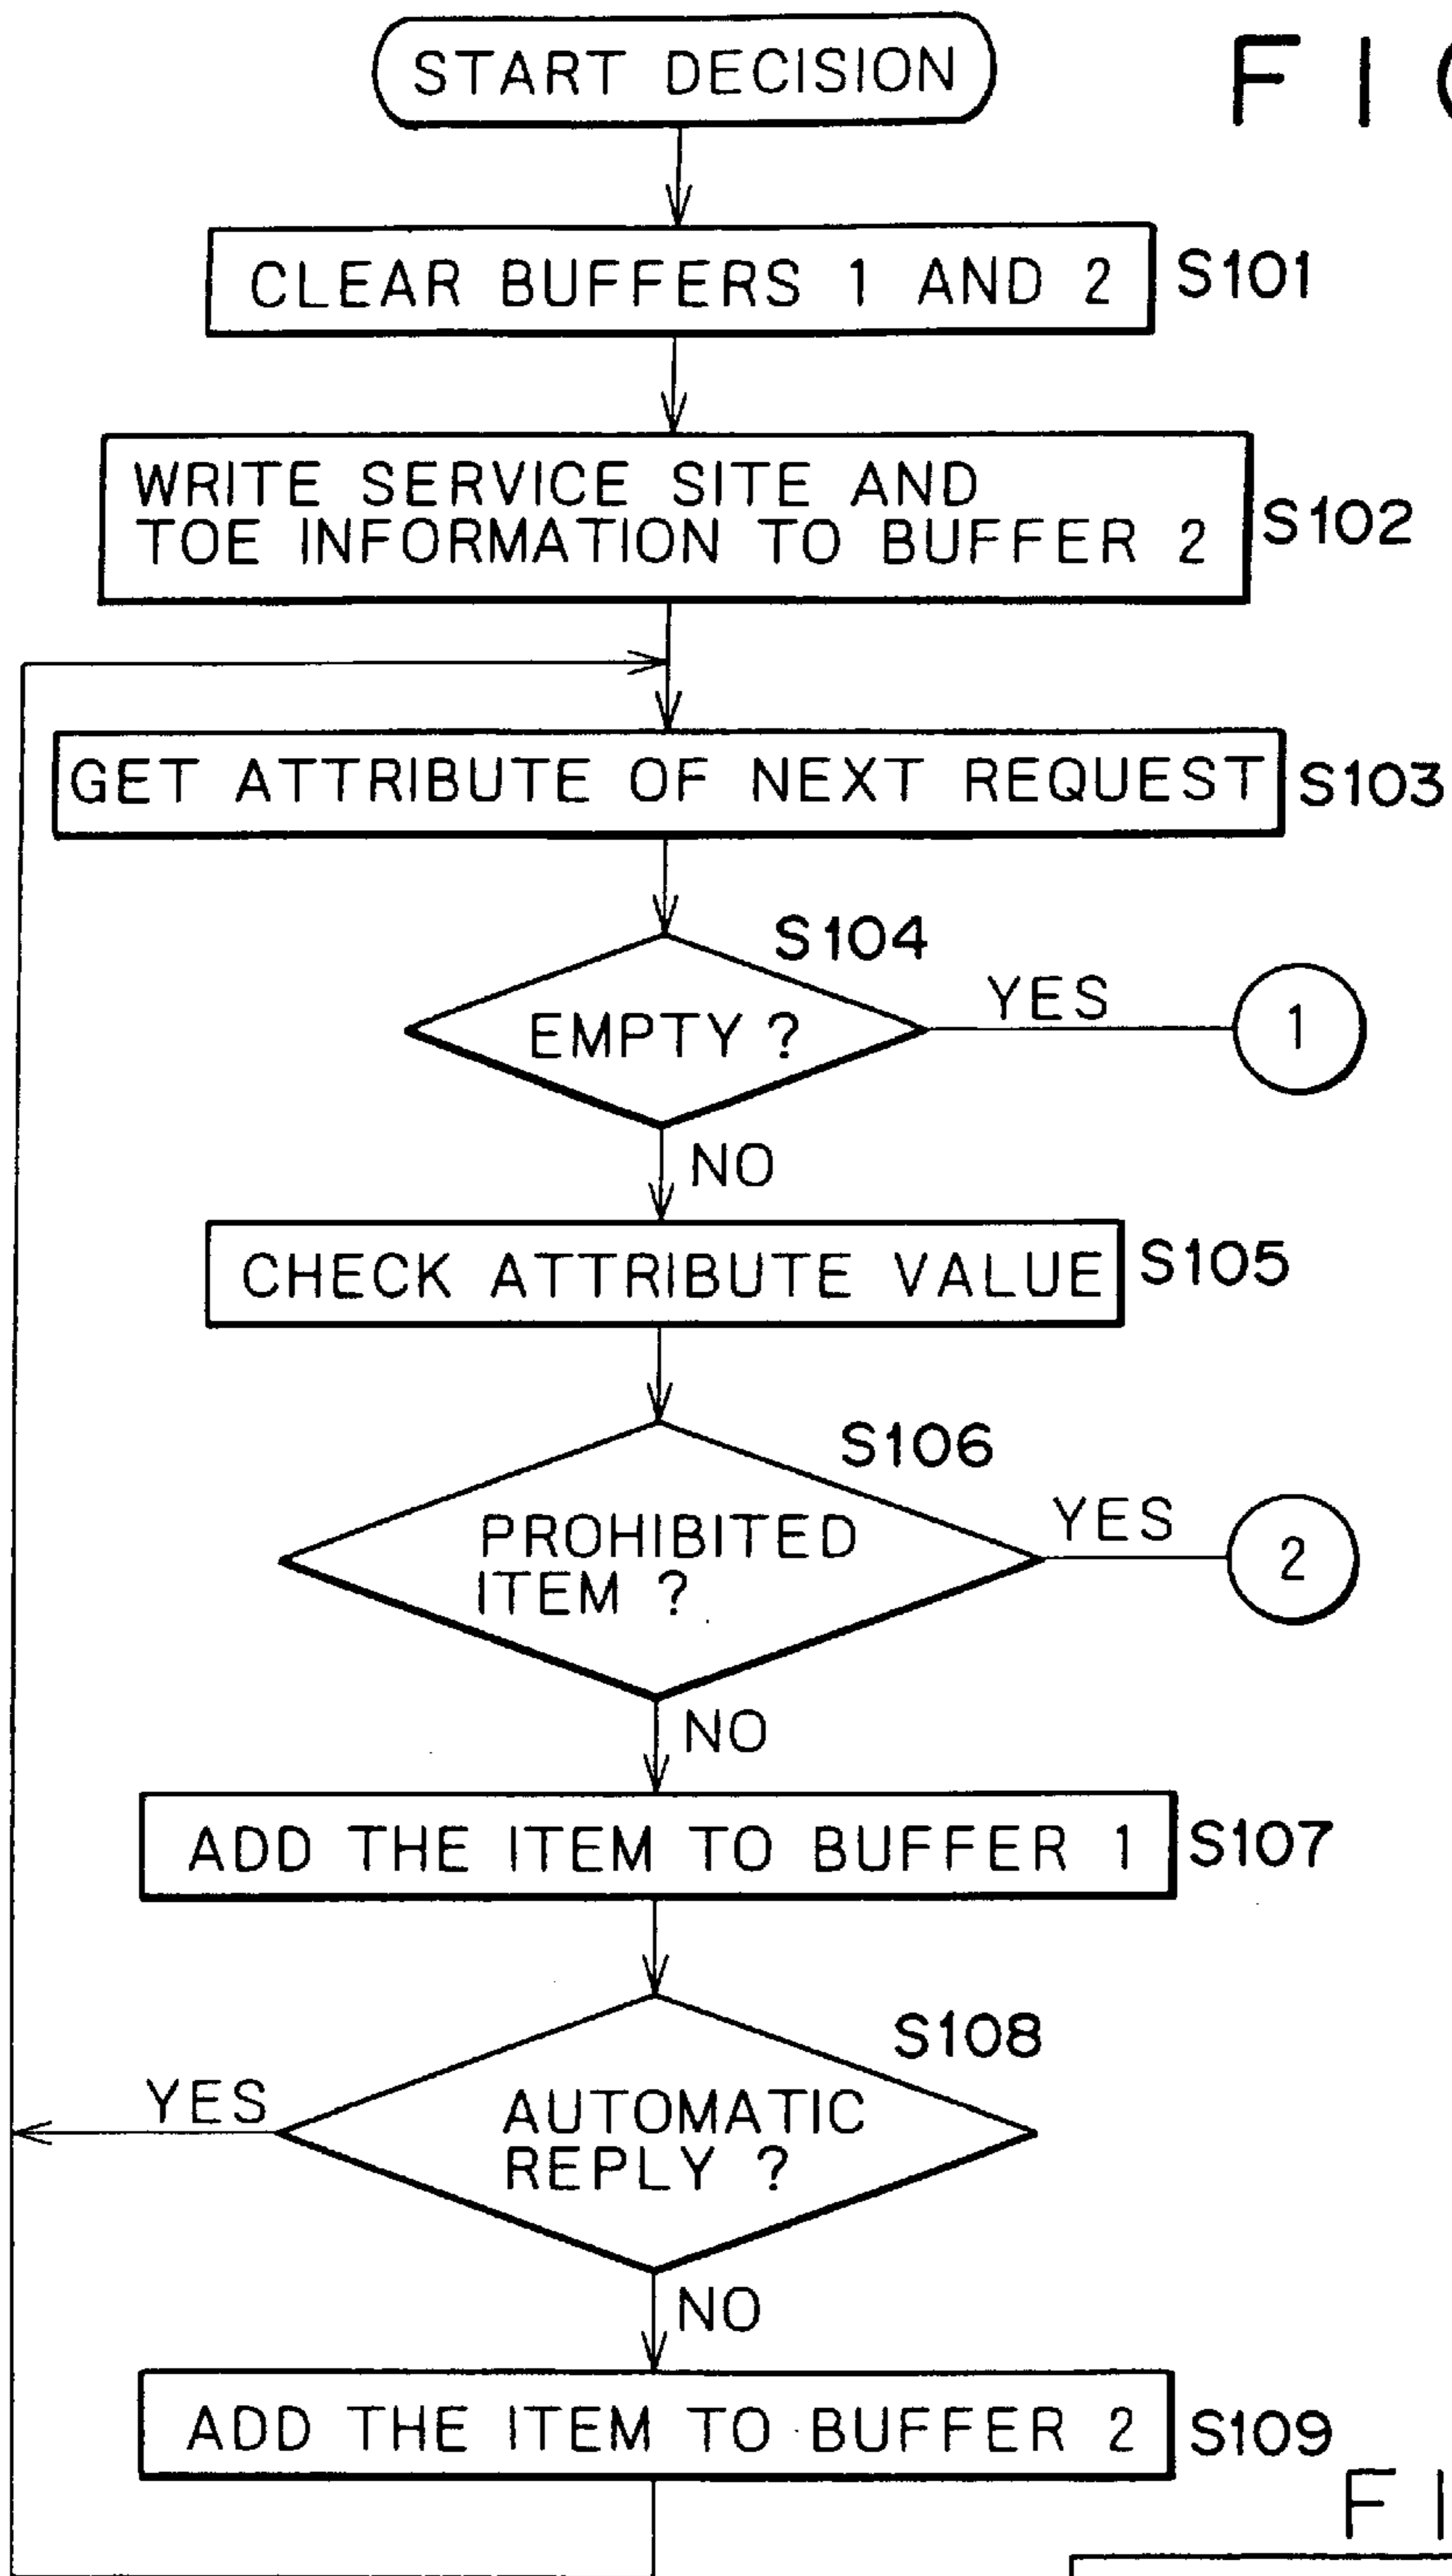 START DECISION
FI
CLEAR BUFFERS 1 AND 2
S101
WRITE SERVICE SITE AND
TOE INFORMATION TO BUFFER 2
S102
GET ATTRIBUTE OF NEXT REQUEST
S103
S104
EMPTY ?
YES
1
NO
CHECK ATTRIBUTE VALUE
S105
S106
PROHIBITED
ITEM ?
YES
2
NO
ADD THE ITEM TO BUFFER 1
S107
S108
YES
AUTOMATIC
REPLY ?
NO
ADD THE ITEM TO BUFFER 2
S109
FI